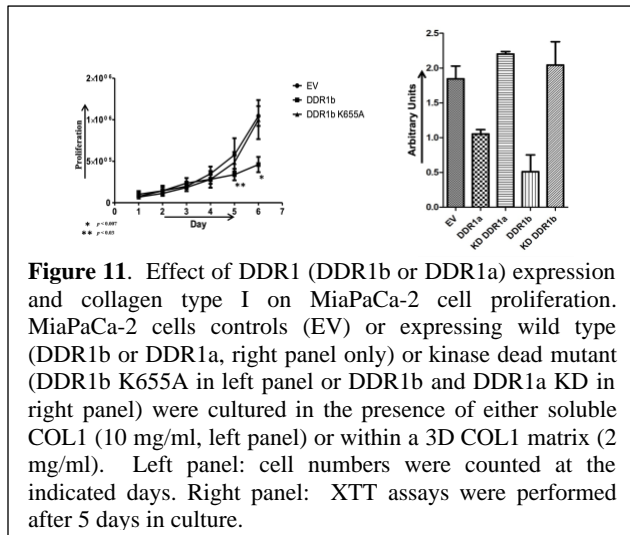 2×10⁰⁶
1×10⁰⁶
5×10⁰⁵
0
Proliferation
0 1 2 3 4 5 6 7
Day
EV
DDR1b
DDR1b K655A
**
*
* p<0.007
** p<0.03
2.5
2.0
1.5
1.0
0.5
0.0
Arbitrary Units
EV
DDR1a
KD DDR1a
DDR1b
KD DDR1b
Figure 11. Effect of DDR1 (DDR1b or DDR1a) expression
and collagen type I on MiaPaCa-2 cell proliferation.
MiaPaCa-2 cells controls (EV) or expressing wild type
(DDR1b or DDR1a, right panel only) or kinase dead mutant
(DDR1b K655A in left panel or DDR1b and DDR1a KD in
right panel) were cultured in the presence of either soluble
COL1 (10 mg/ml, left panel) or within a 3D COL1 matrix (2
mg/ml). Left panel: cell numbers were counted at the
indicated days. Right panel: XTT assays were performed
after 5 days in culture.